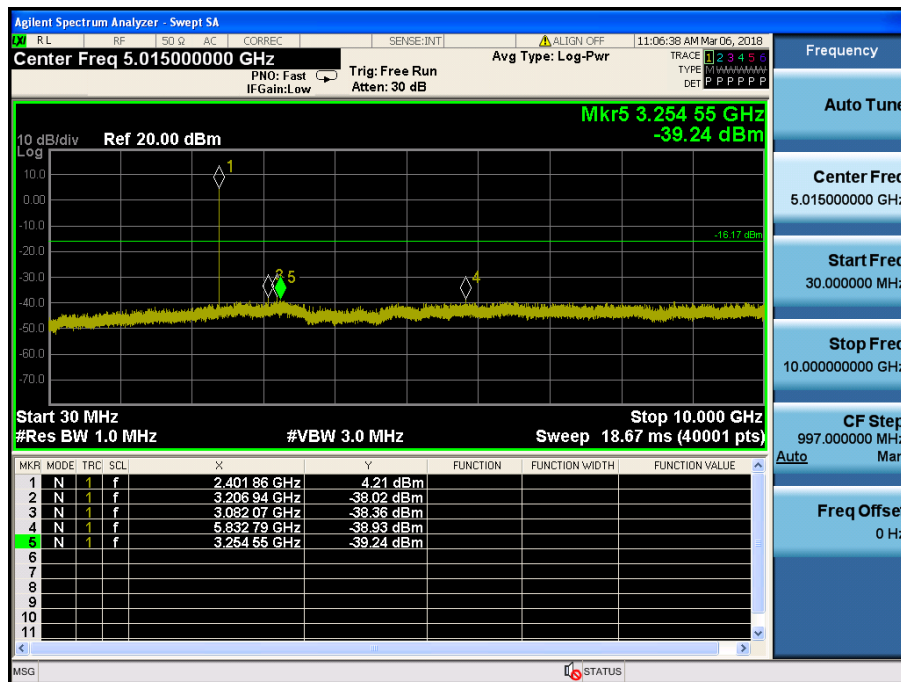 Agilent Spectrum Analyzer - Swept SA
LXI RL RF 50 Ω AC CORREC SENSE:INT ALIGN OFF 11:06:38 AM Mar 06, 2018
Center Freq 5.015000000 GHz
PNO: Fast
IFGain:Low
Trig: Free Run
Atten: 30 dB
Avg Type: Log-Pwr
TRACE 1 2 3 4 5 6
TYPE M W W W W W
DET P P P P P P
Mkr5 3.254 55 GHz
-39.24 dBm
10 dB/div Ref 20.00 dBm
Log
10.0
0.00
-10.0
-20.0
-30.0
-40.0
-50.0
-60.0
-70.0
1
-16.17 dBm
5
4
Start 30 MHz Stop 10.000 GHz
#Res BW 1.0 MHz #VBW 3.0 MHz Sweep 18.67 ms (40001 pts)
MKR MODE TRC SCL X Y FUNCTION FUNCTION WIDTH FUNCTION VALUE
1 N 1 f 2.401 86 GHz 4.21 dBm
2 N 1 f 3.206 94 GHz -38.02 dBm
3 N 1 f 3.082 07 GHz -38.36 dBm
4 N 1 f 5.832 79 GHz -38.93 dBm
5 N 1 f 3.254 55 GHz -39.24 dBm
6
7
8
9
10
11
MSG STATUS
Frequency
Auto Tune
Center Freq
5.015000000 GHz
Start Freq
30.000000 MHz
Stop Freq
10.000000000 GHz
CF Step
997.000000 MHz
Auto Man
Freq Offset
0 Hz